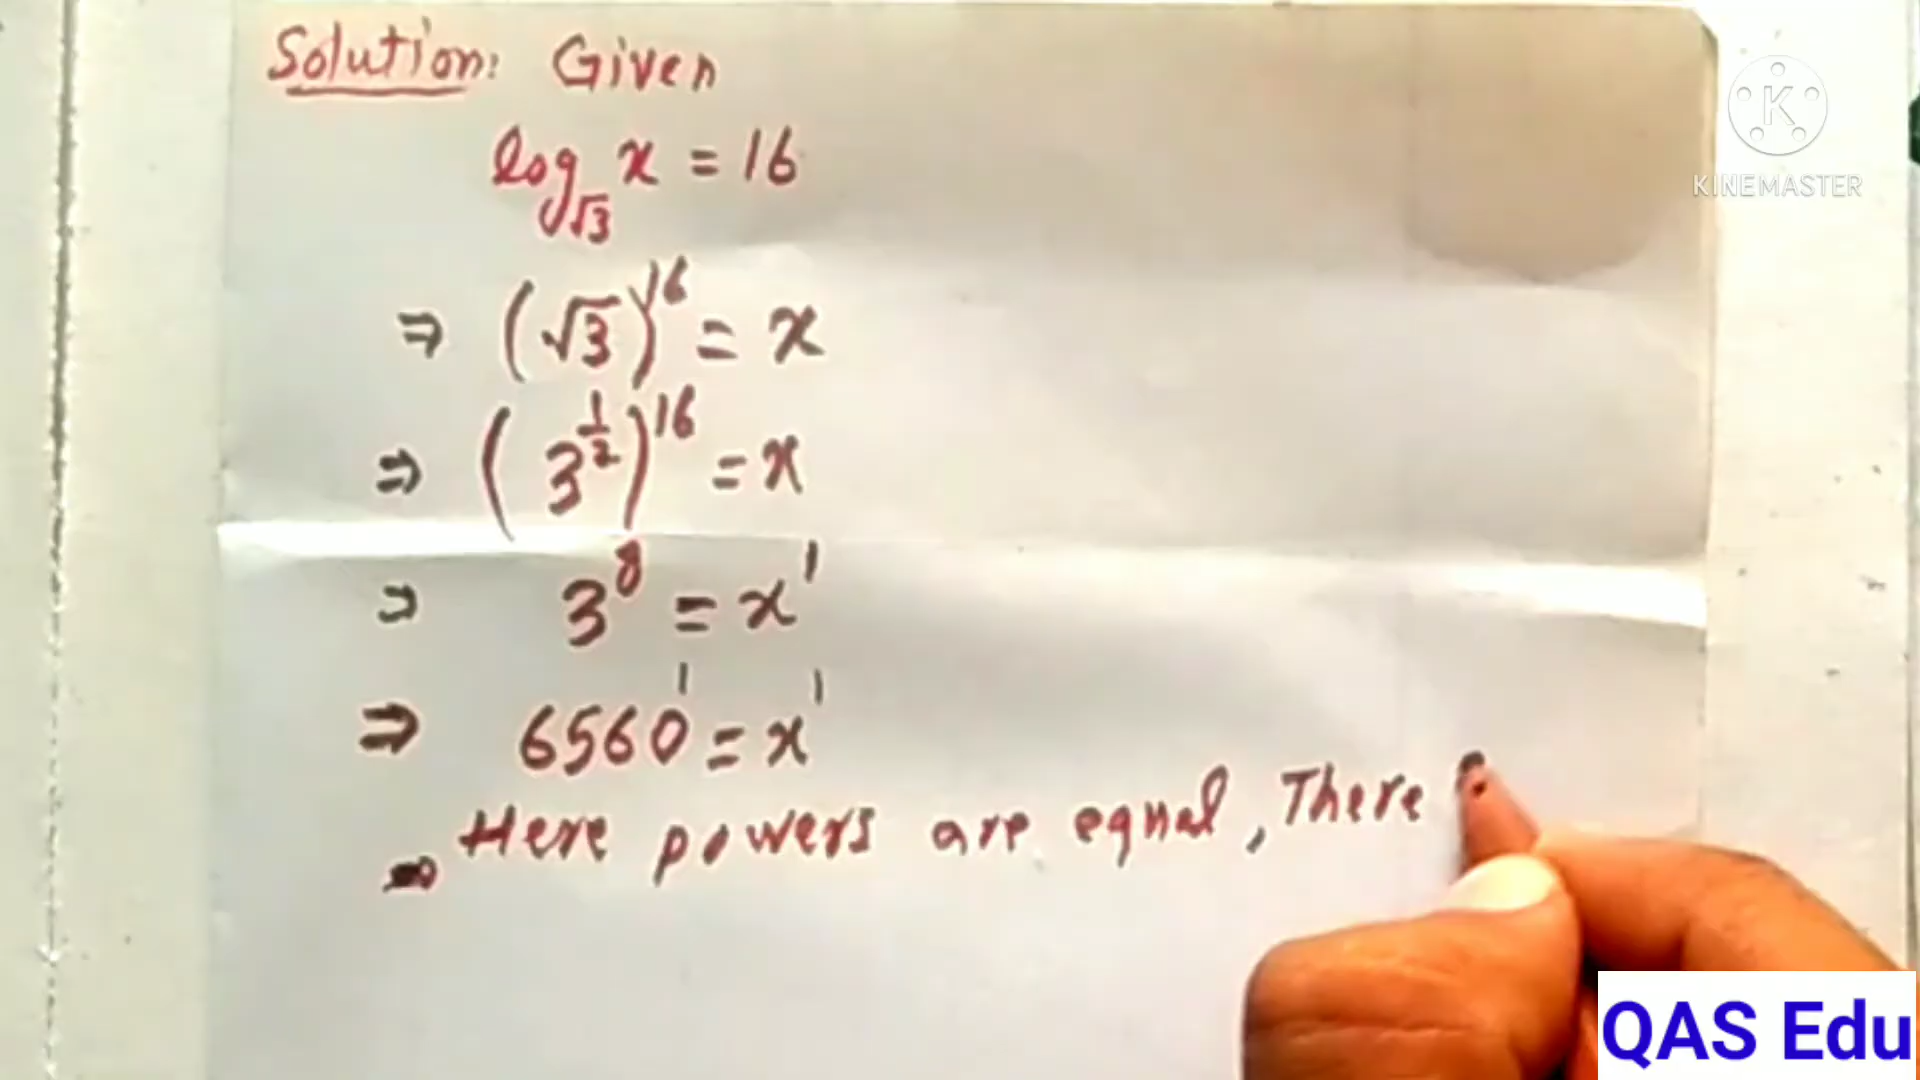 Solution: Given
log√3 x = 16
⇒ (√3)^16 = x
⇒ (3^1/2)^16 = x
⇒ 3^8 = x^1
⇒ 6560^1 = x^1
⇒ Here powers are equal, There
K
KINEMASTER
QAS Edu